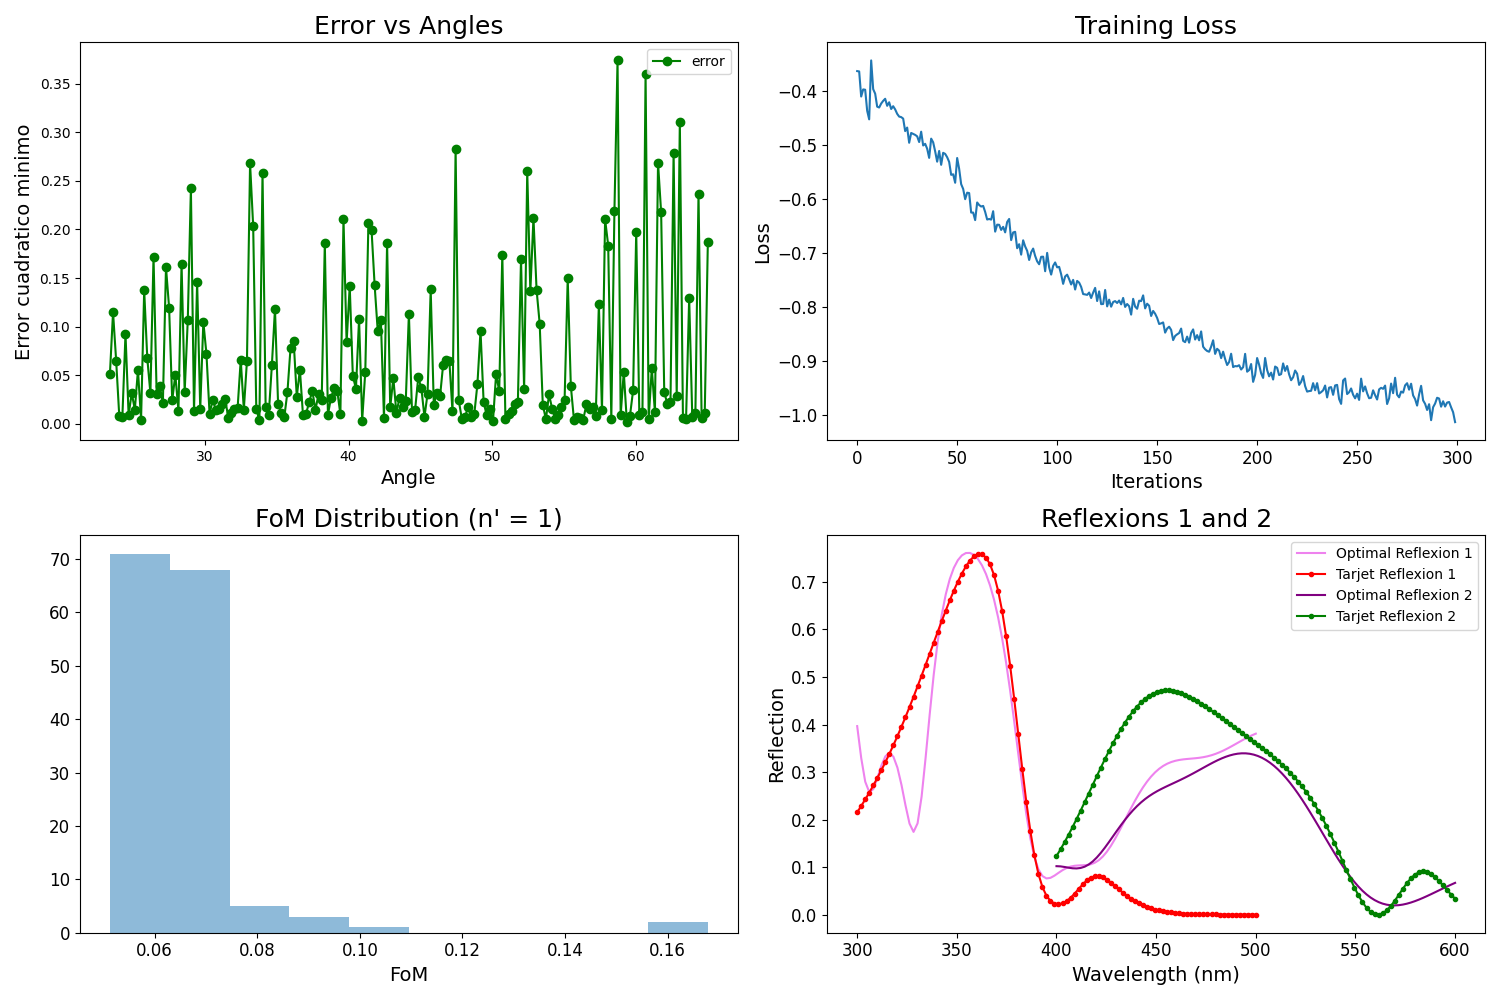 Error vs Angles
error
Error cuadratico minimo
0.35
0.30
0.25
0.20
0.15
0.10
0.05
0.00
30 40 50 60
Angle
Training Loss
Loss
−0.4
−0.5
−0.6
−0.7
−0.8
−0.9
−1.0
0 50 100 150 200 250 300
Iterations
FoM Distribution (n' = 1)
70
60
50
40
30
20
10
0
0.06 0.08 0.10 0.12 0.14 0.16
FoM
Reflexions 1 and 2
Optimal Reflexion 1
Tarjet Reflexion 1
Optimal Reflexion 2
Tarjet Reflexion 2
Reflection
0.7
0.6
0.5
0.4
0.3
0.2
0.1
0.0
300 350 400 450 500 550 600
Wavelength (nm)